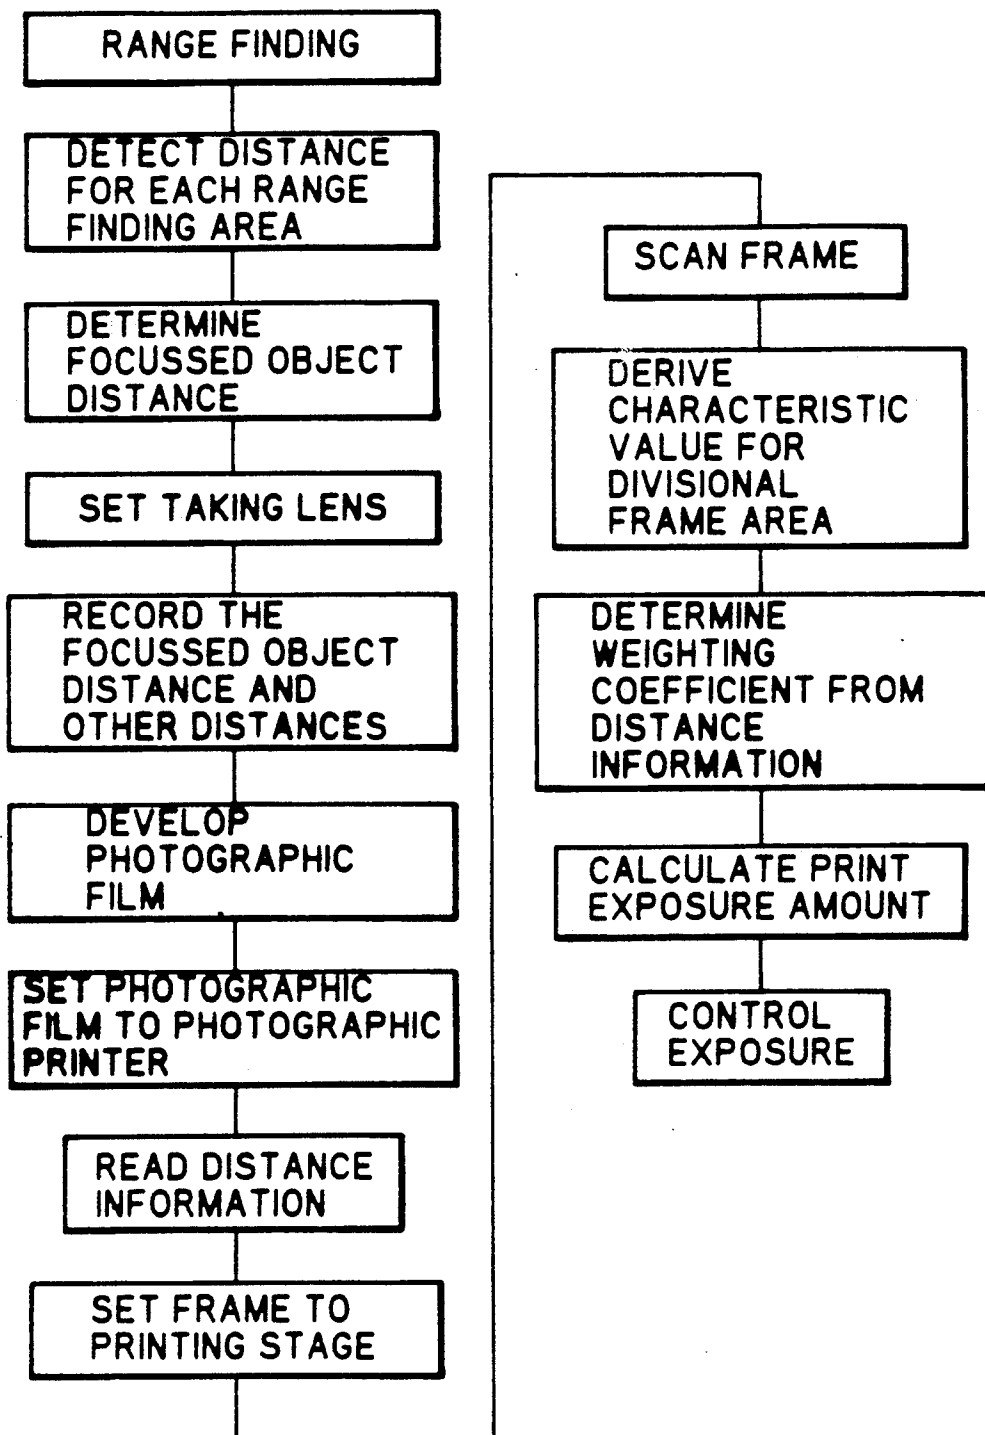 RANGE FINDING
DETECT DISTANCE
FOR EACH RANGE
FINDING AREA
DETERMINE
FOCUSSED OBJECT
DISTANCE
SET TAKING LENS
RECORD THE
FOCUSSED OBJECT
DISTANCE AND
OTHER DISTANCES
DEVELOP
PHOTOGRAPHIC
FILM
SET PHOTOGRAPHIC
FILM TO PHOTOGRAPHIC
PRINTER
READ DISTANCE
INFORMATION
SET FRAME TO
PRINTING STAGE
SCAN FRAME
DERIVE
CHARACTERISTIC
VALUE FOR
DIVISIONAL
FRAME AREA
DETERMINE
WEIGHTING
COEFFICIENT FROM
DISTANCE
INFORMATION
CALCULATE PRINT
EXPOSURE AMOUNT
CONTROL
EXPOSURE